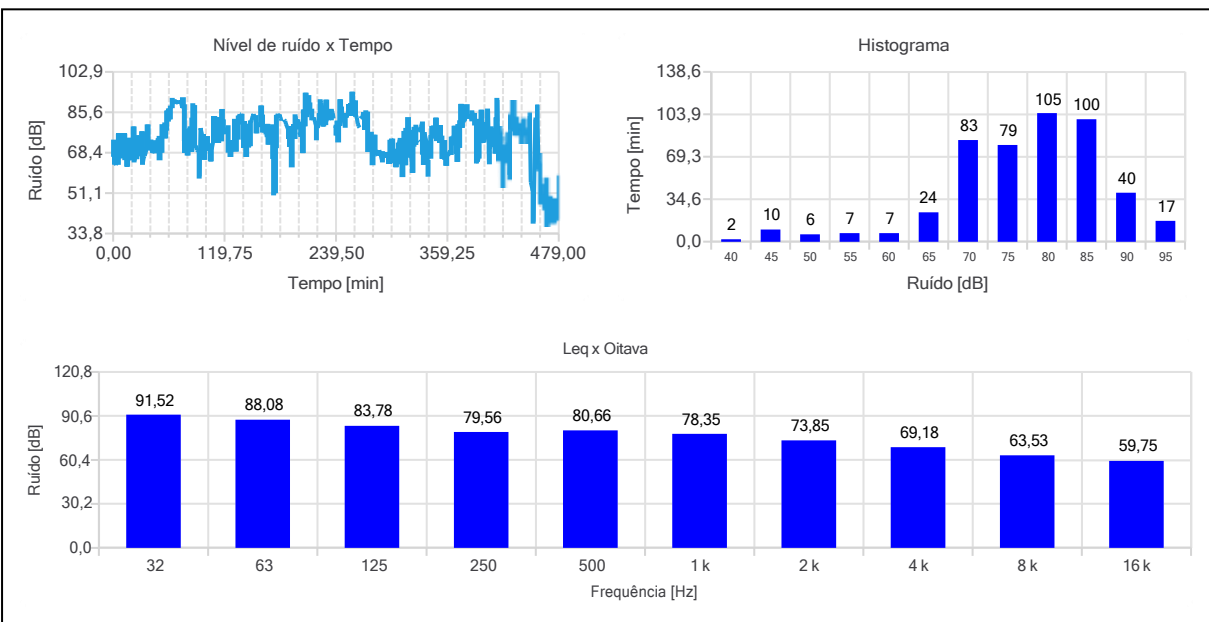 Nível de ruído x Tempo
Ruído [dB]
102,9
85,6
68,4
51,1
33,8
0,00 119,75 239,50 359,25 479,00
Tempo [min]
Histograma
Tempo [min]
138,6
103,9
69,3
34,6
0,0
2 10 6 7 7 24 83 79 105 100 40 17
40 45 50 55 60 65 70 75 80 85 90 95
Ruído [dB]
Leq x Oitava
Ruído [dB]
120,8
90,6
60,4
30,2
0,0
91,52 88,08 83,78 79,56 80,66 78,35 73,85 69,18 63,53 59,75
32 63 125 250 500 1 k 2 k 4 k 8 k 16 k
Frequência [Hz]